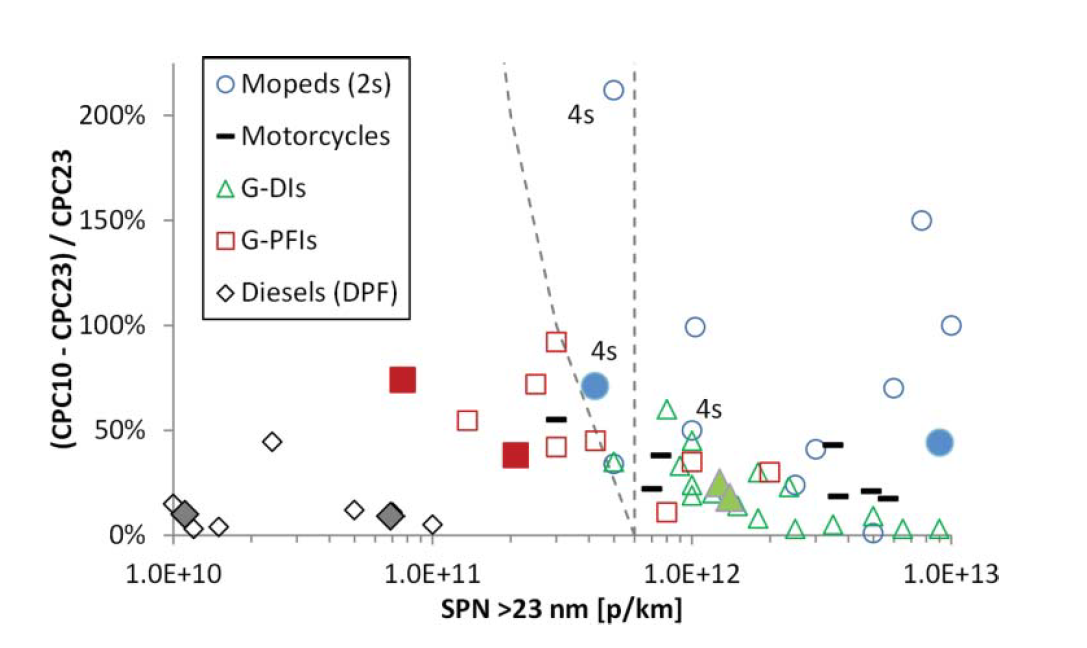 (CPC10 - CPC23) / CPC23
200%
150%
100%
50%
0%
Mopeds (2s)
Motorcycles
G-DIs
G-PFIs
Diesels (DPF)
4s
4s
4s
1.0E+10 1.0E+11 1.0E+12 1.0E+13
SPN >23 nm [p/km]